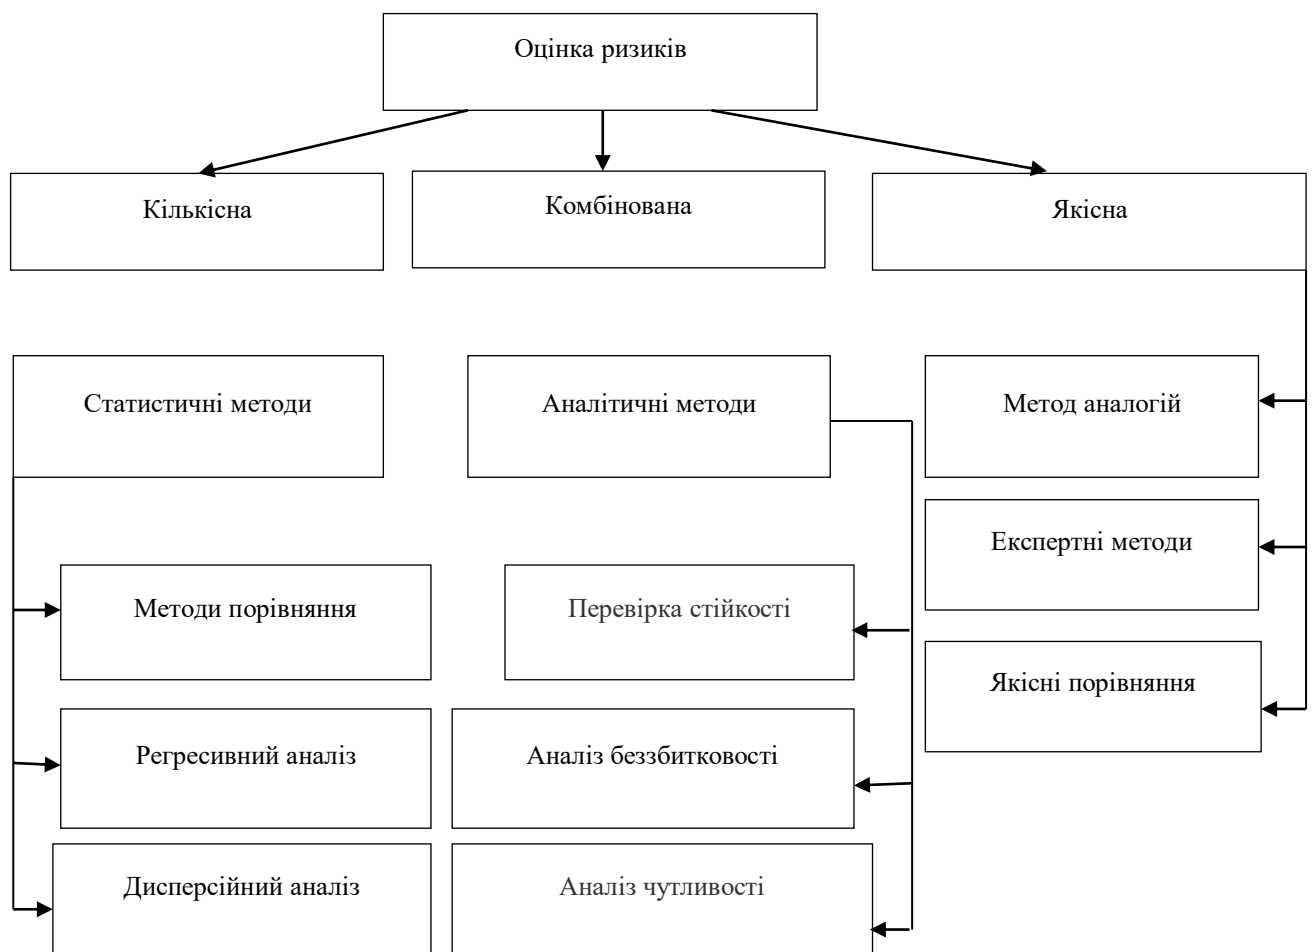 Оцінка ризиків
Кількісна
Комбінована
Якісна
Статистичні методи
Аналітичні методи
Метод аналогій
Експертні методи
Методи порівняння
Перевірка стійкості
Якісні порівняння
Регресивний аналіз
Аналіз беззбитковості
Дисперсійний аналіз
Аналіз чутливості